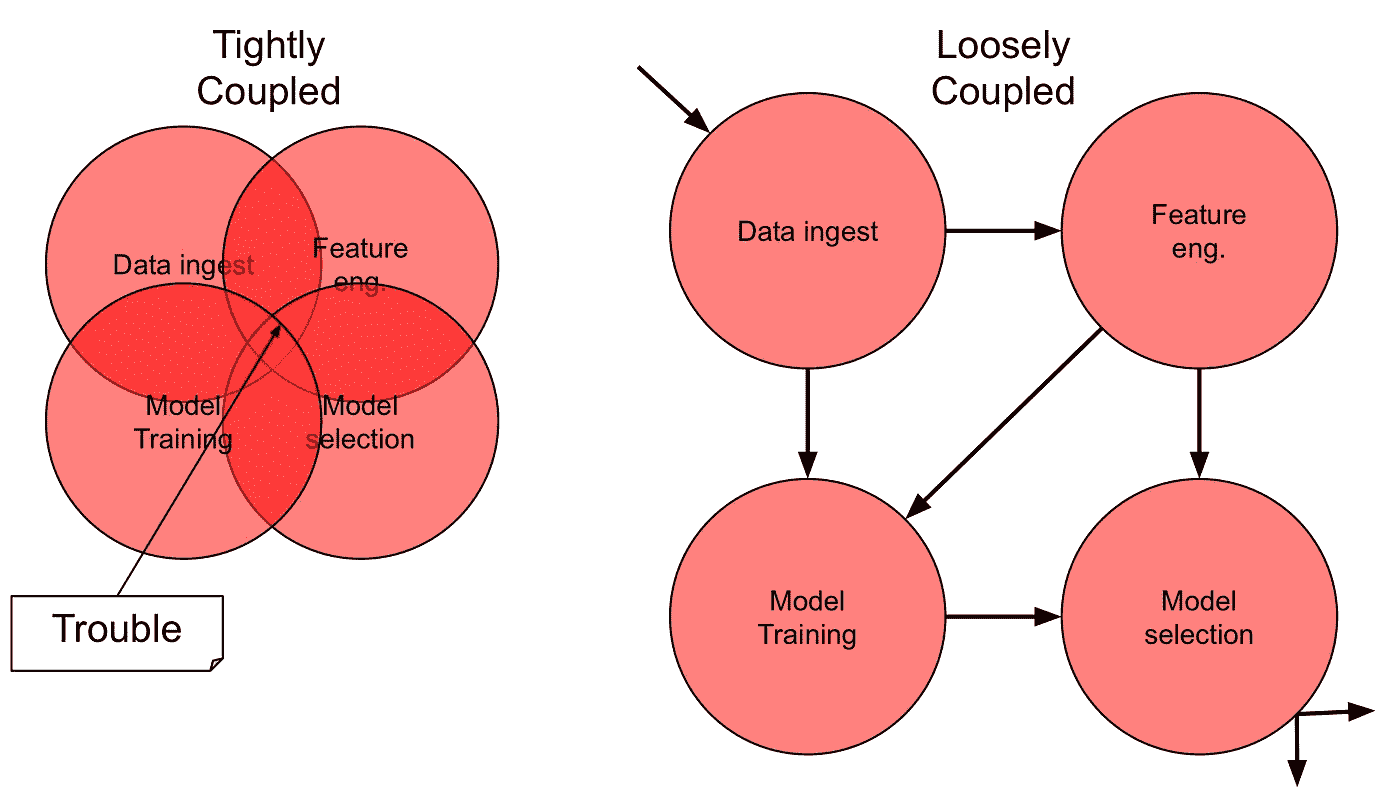 Tightly
Coupled
Data ingest
Feature
eng.
Model
Training
Model
selection
Trouble
Loosely
Coupled
Data ingest
Feature
eng.
Model
Training
Model
selection